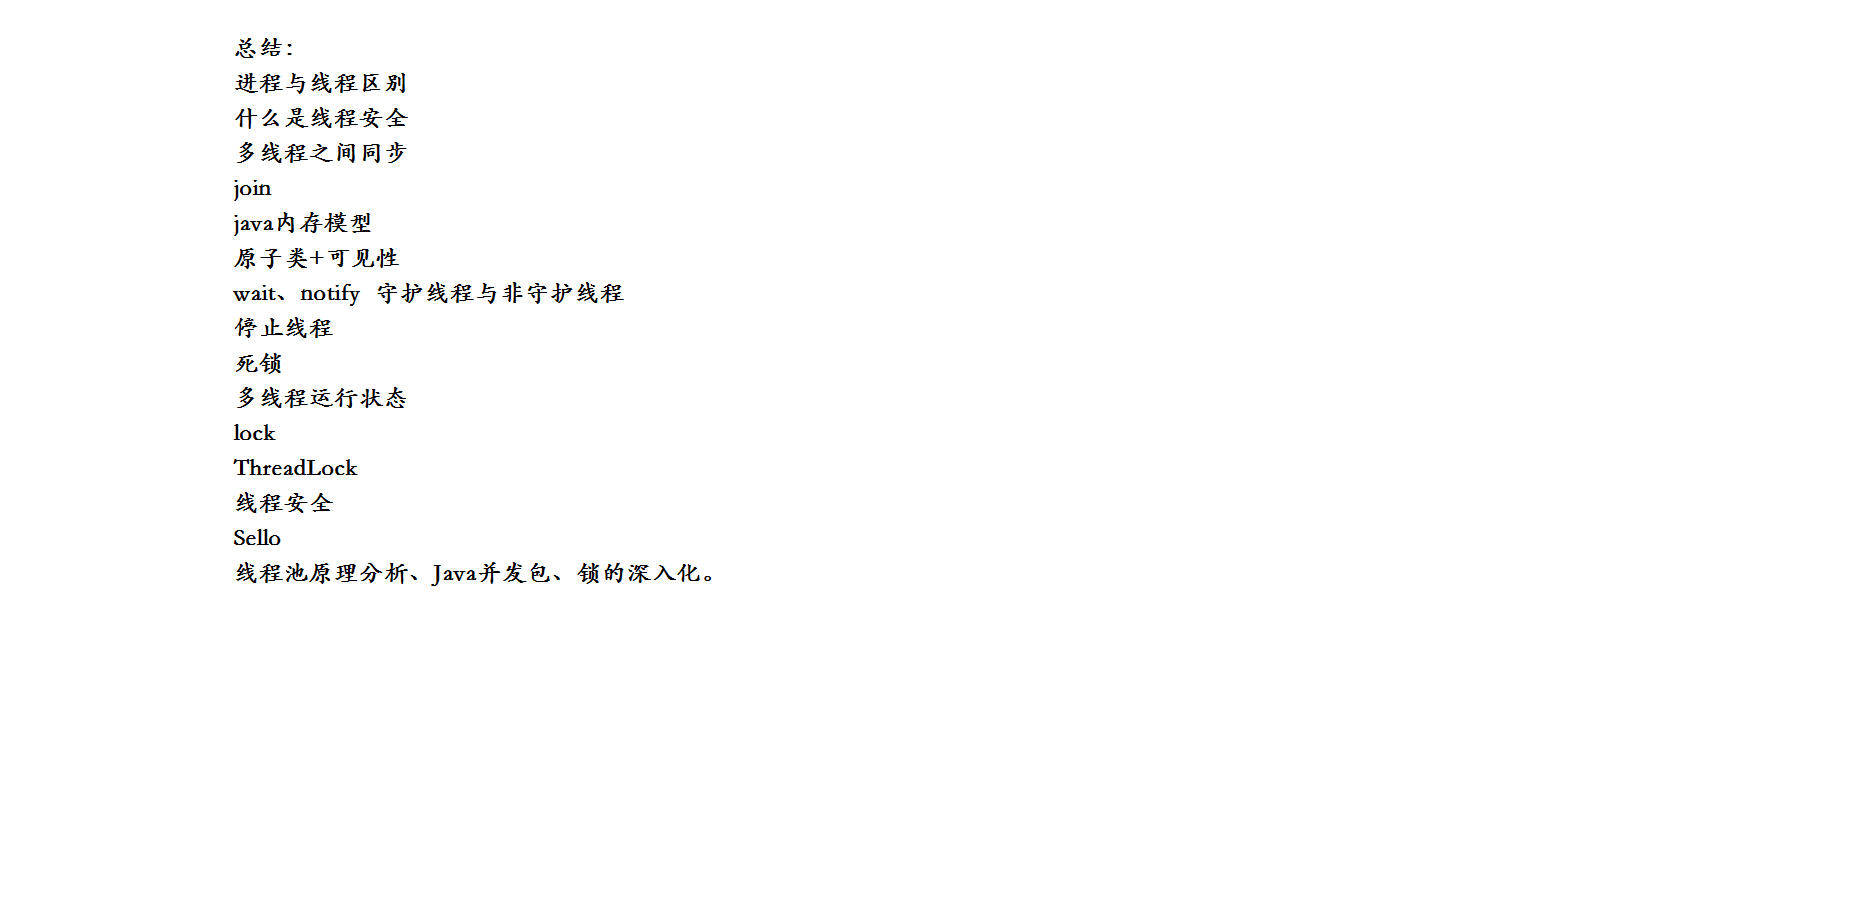 总结：
进程与线程区别
什么是线程安全
多线程之间同步
join
java内存模型
原子类+可见性
wait、notify  守护线程与非守护线程
停止线程
死锁
多线程运行状态
lock
ThreadLock
线程安全
Sello
线程池原理分析、Java并发包、锁的深入化。